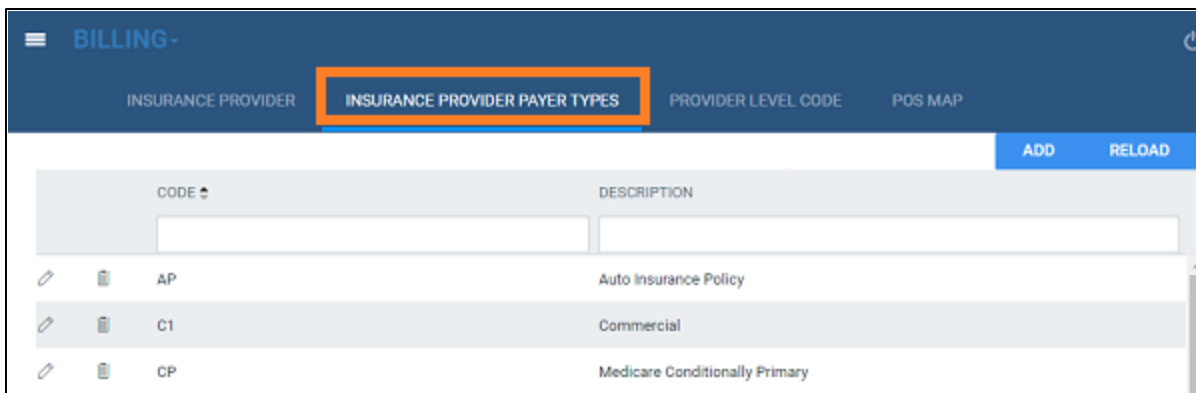 BILLING-
INSURANCE PROVIDER INSURANCE PROVIDER PAYER TYPES PROVIDER LEVEL CODE POS MAP
ADD RELOAD
CODE DESCRIPTION
AP Auto Insurance Policy
C1 Commercial
CP Medicare Conditionally Primary